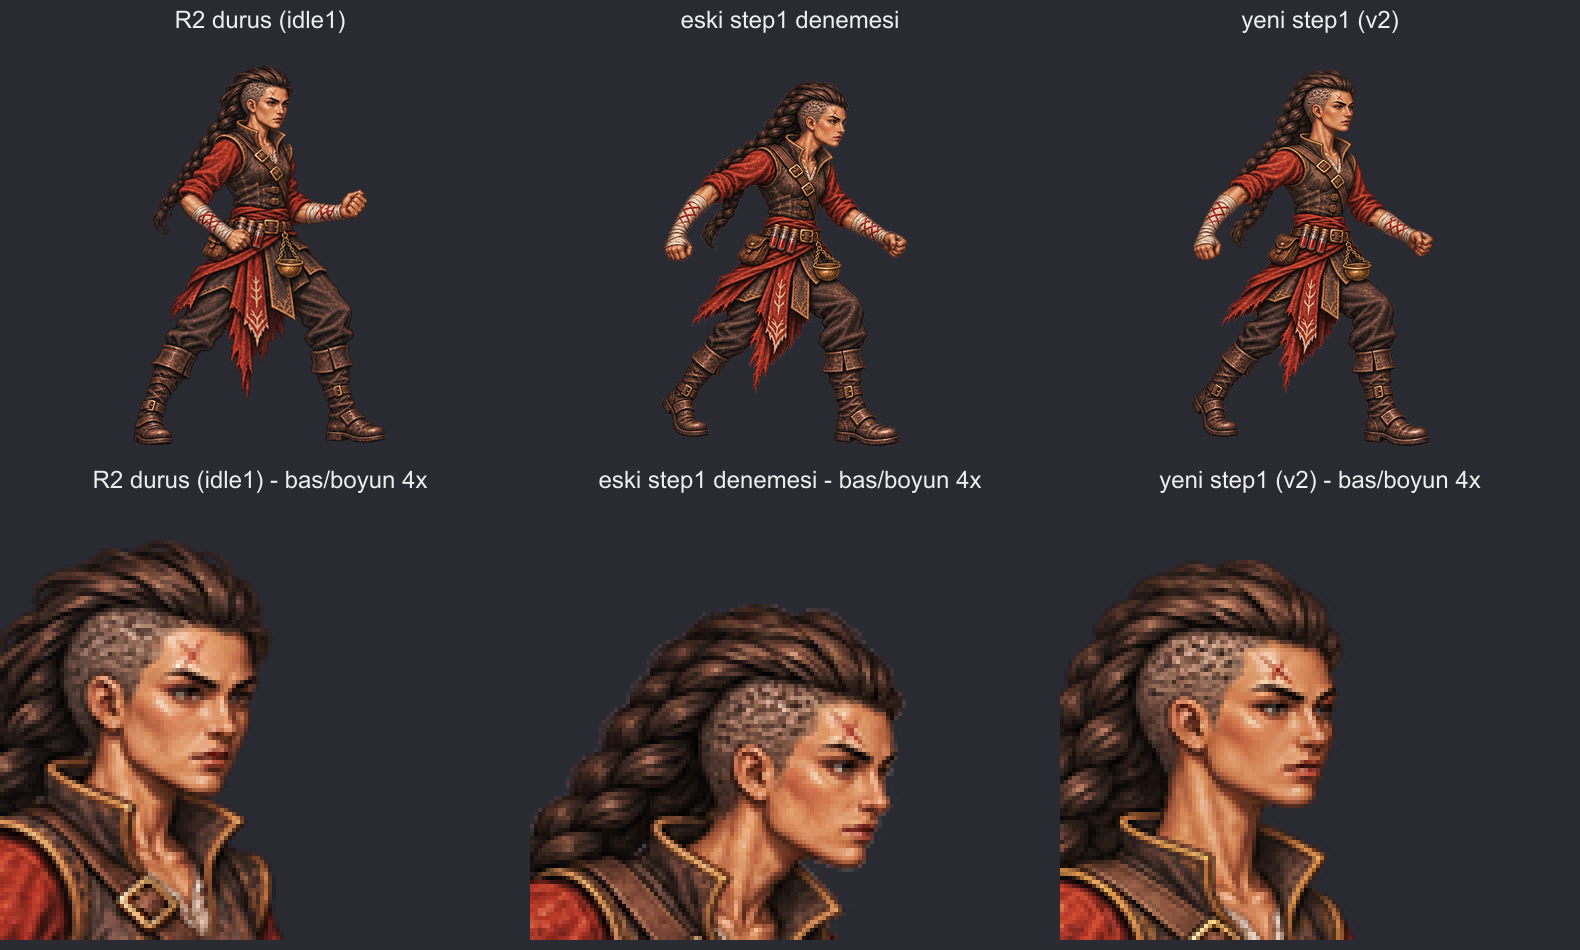 R2 durus (idle1)
eski step1 denemesi
yeni step1 (v2)
R2 durus (idle1) - bas/boyun 4x
eski step1 denemesi - bas/boyun 4x
yeni step1 (v2) - bas/boyun 4x